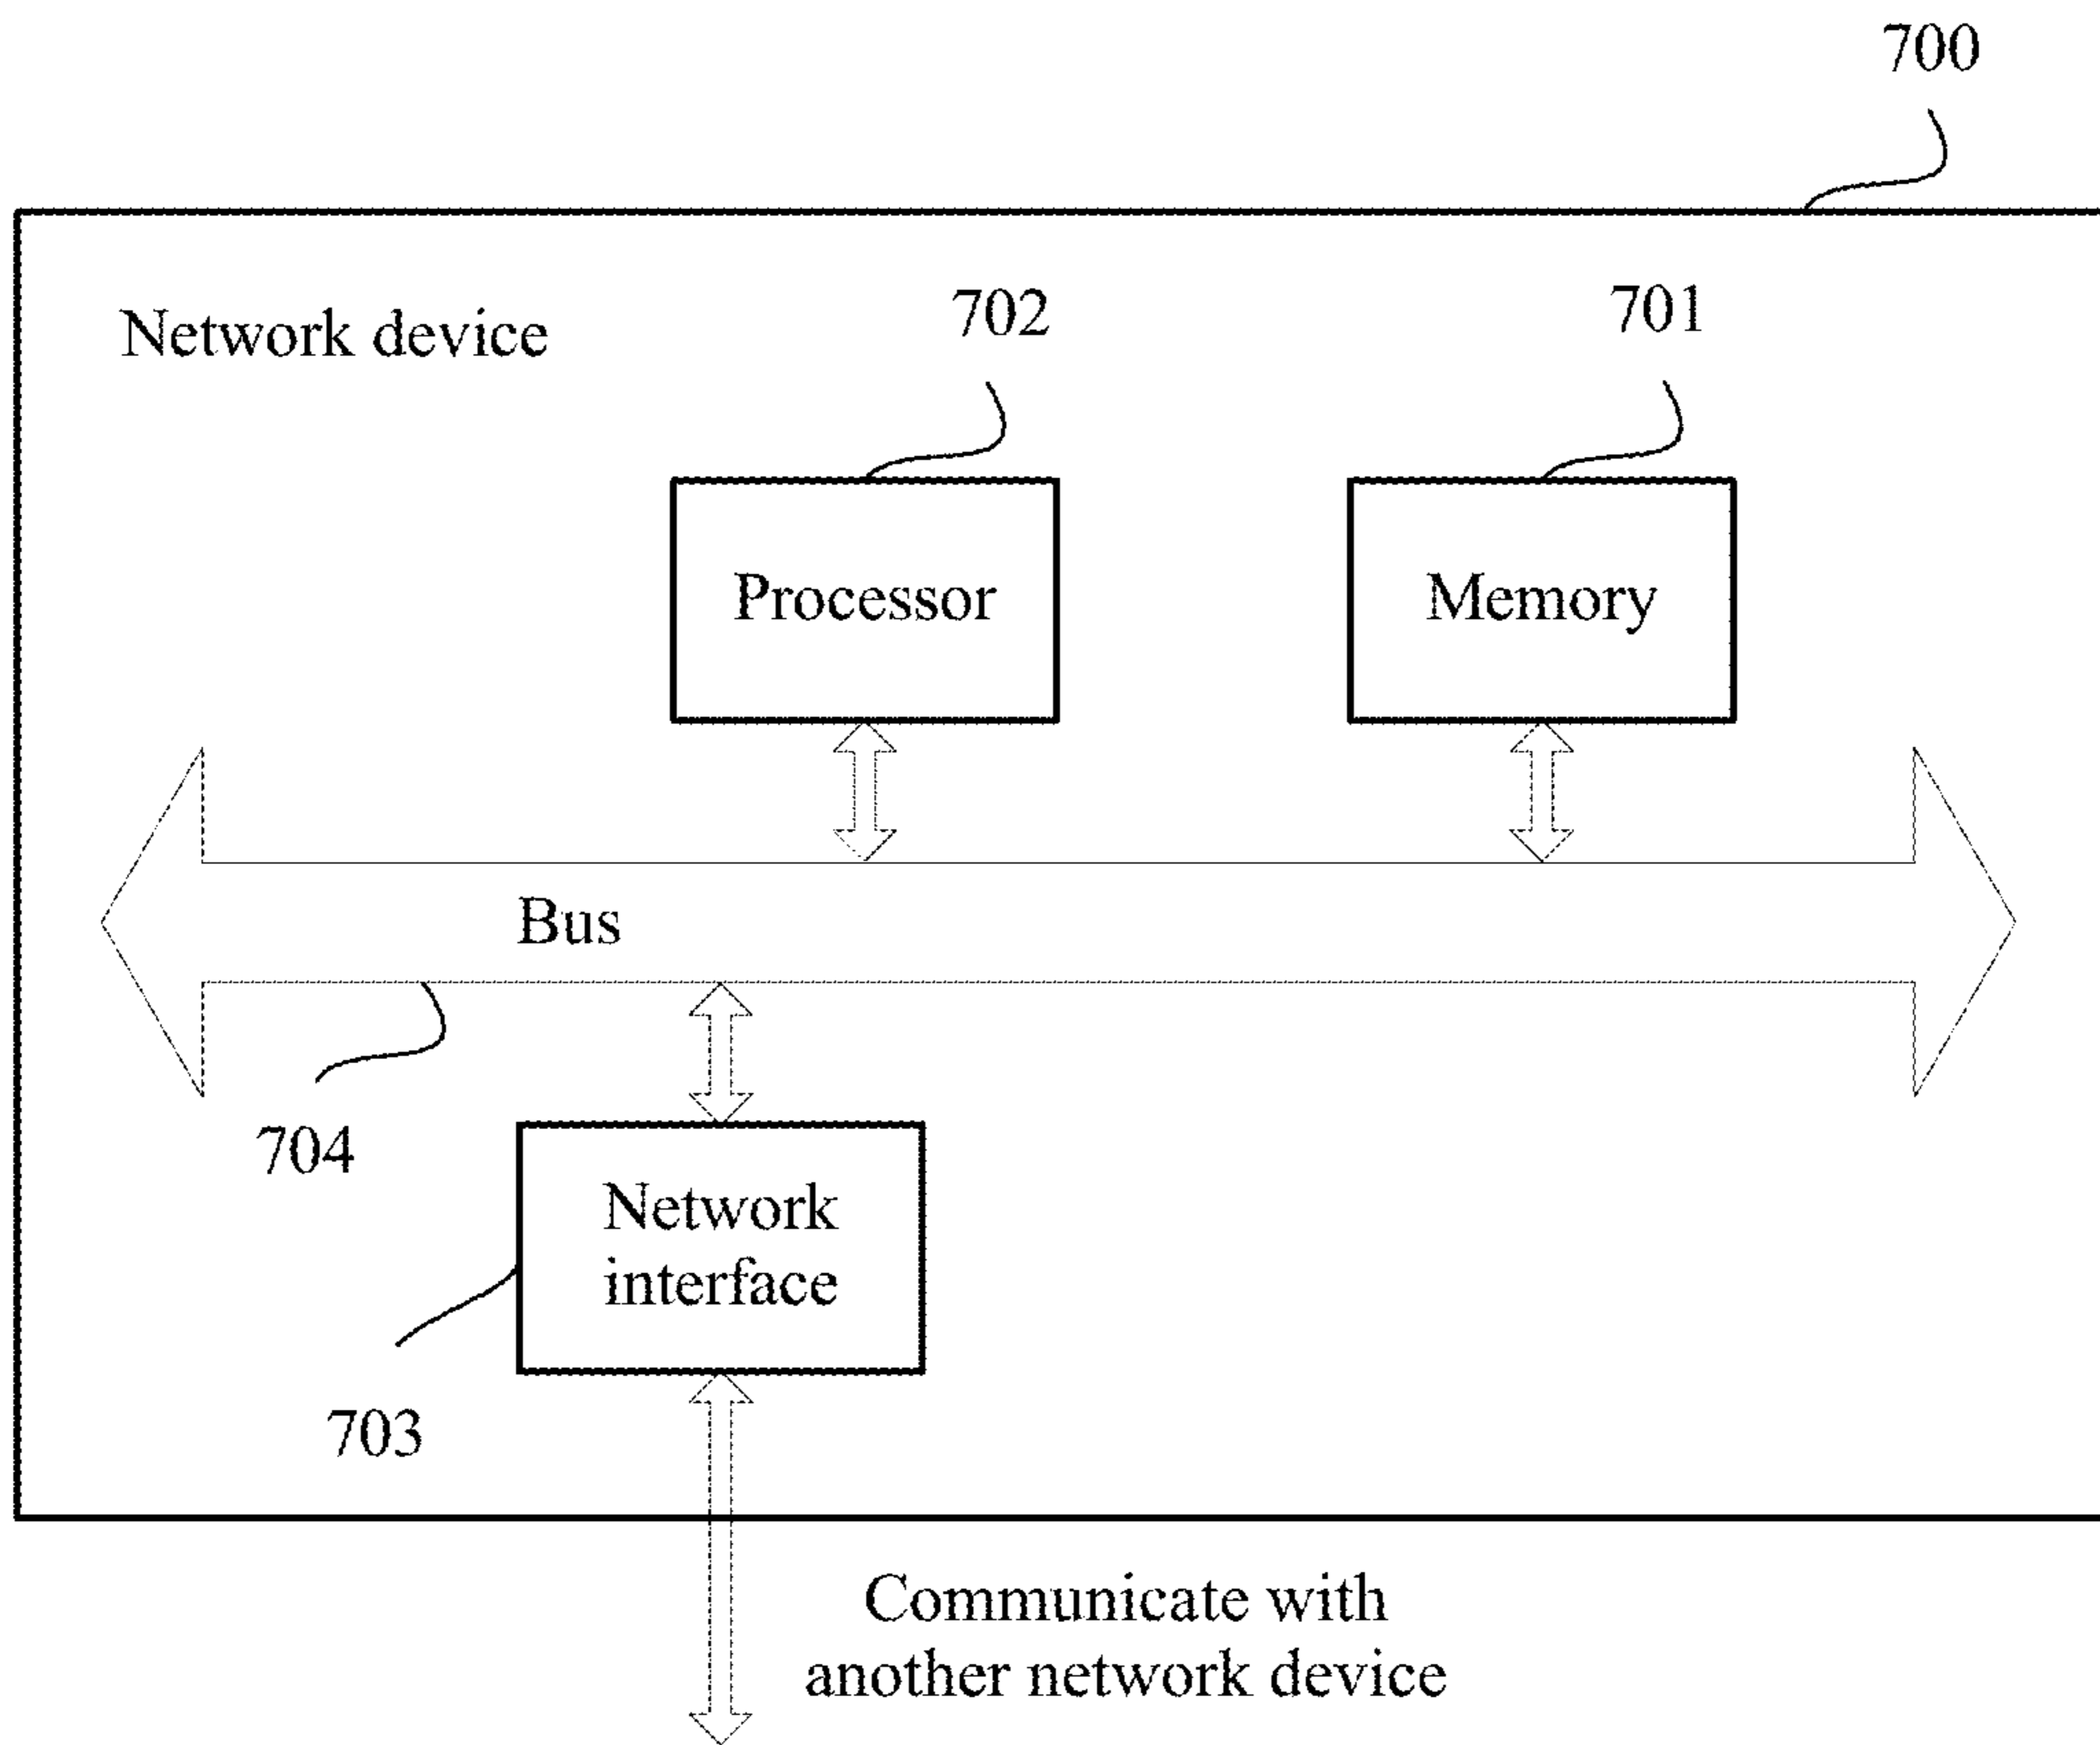 700
Network device
702
701
Processor
Memory
Bus
704
Network
interface
703
Communicate with
another network device